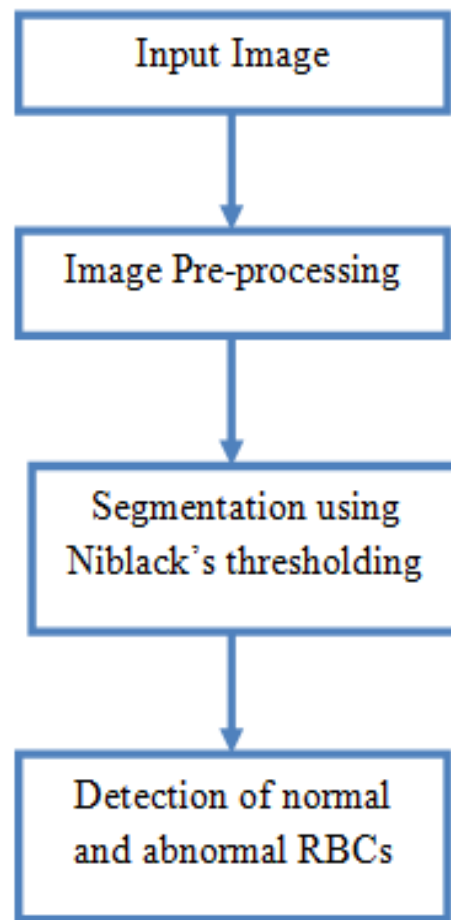 Input Image
Image Pre-processing
Segmentation using
Niblack’s thresholding
Detection of normal
and abnormal RBCs